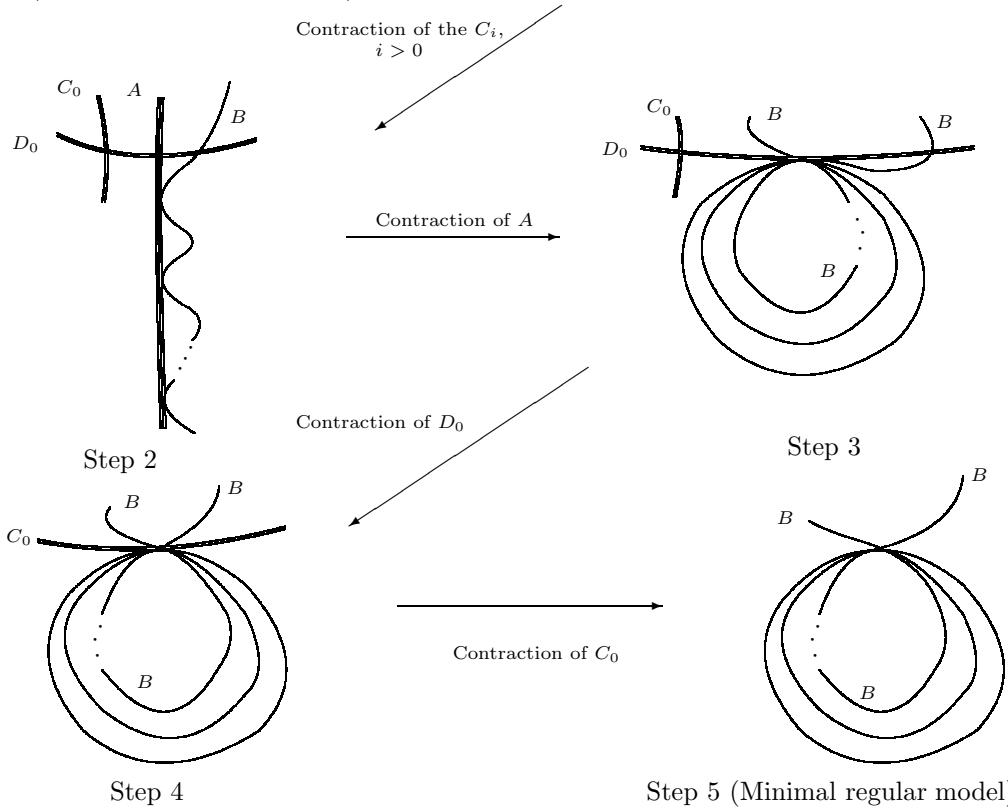 Contraction of the C_i,
i > 0
C_0
A
B
D_0
Step 2
Contraction of A
C_0
B
B
D_0
B
Step 3
Contraction of D_0
B
B
C_0
B
Step 4
Contraction of C_0
B
B
B
Step 5 (Minimal regular model)